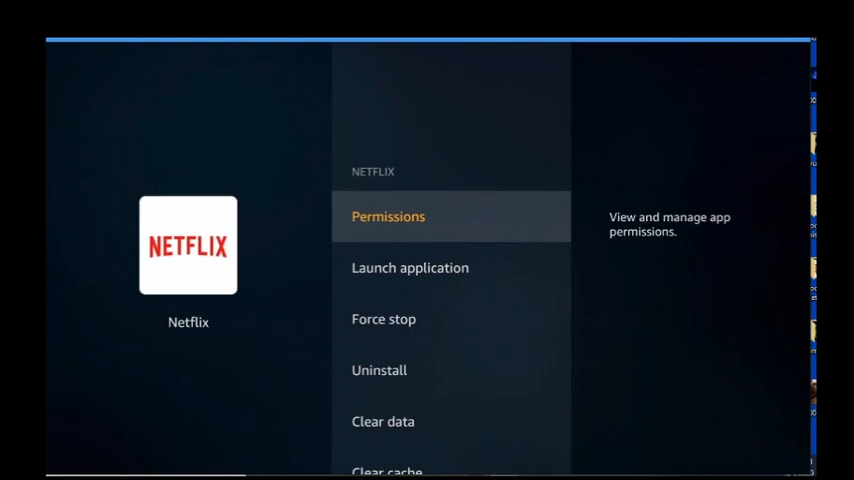 NETFLIX
Permissions
View and manage app
permissions.
NETFLIX
Launch application
Force stop
Netflix
Uninstall
Clear data
Clear cache